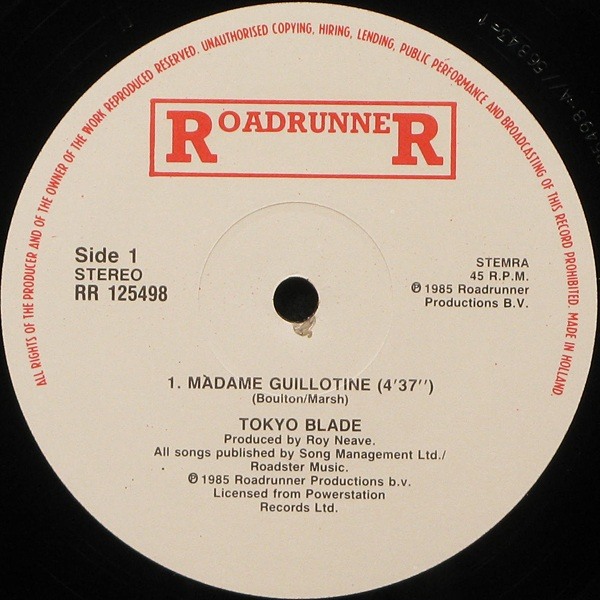 ALL RIGHTS OF THE PRODUCER AND OF THE OWNER OF THE WORK REPRODUCED RESERVED. UNAUTHORISED COPYING, HIRING, LENDING, PUBLIC PERFORMANCE AND BROADCASTING OF THIS RECORD PROHIBITED. MADE IN HOLLAND.
ROADRUNNER
Side 1
STEREO
RR 125498
STEMRA
45 R.P.M.
℗ 1985 Roadrunner
Productions B.V.
1. MADAME GUILLOTINE (4'37'')
(Boulton/Marsh)
TOKYO BLADE
Produced by Roy Neave.
All songs published by Song Management Ltd./
Roadster Music.
℗ 1985 Roadrunner Productions b.v.
Licensed from Powerstation
Records Ltd.